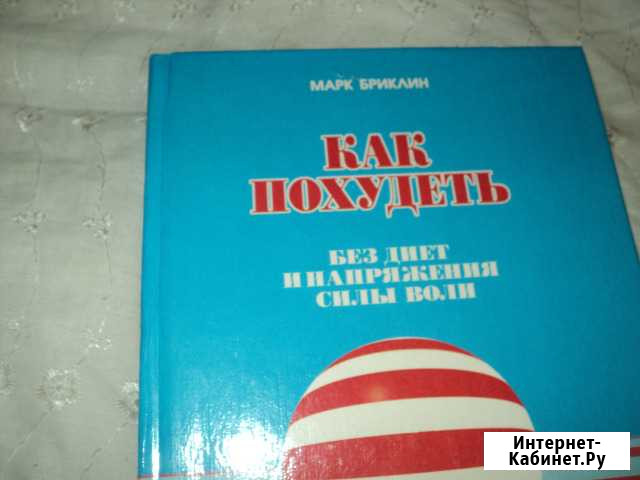 МАРК БРИКЛИН
КАК
ПОХУДЕТЬ
БЕЗ ДИЕТ
И НАПРЯЖЕНИЯ
СИЛЫ ВОЛИ
Интернет-
Кабинет.Ру